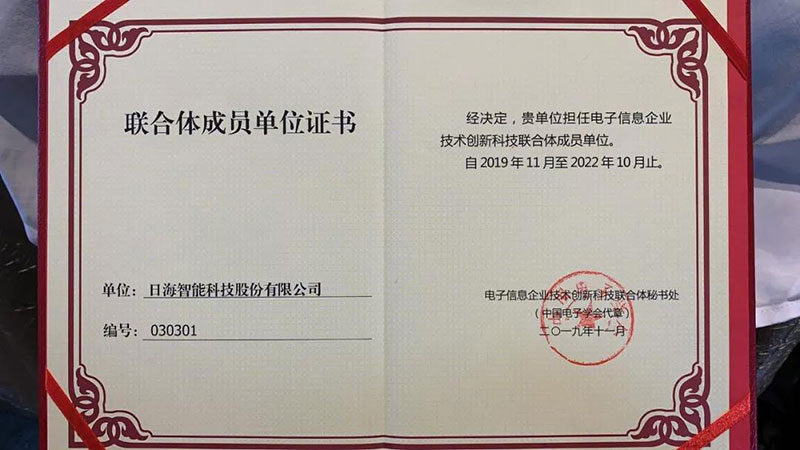 联合体成员单位证书
单位：日海智能科技股份有限公司
编号：030301
经决定，贵单位担任电子信息企业
技术创新科技联合体成员单位。
自2019年11月至2022年10月止。
电子信息企业技术创新科技联合体秘书处
（中国电子学会代章）
二〇一九年十一月